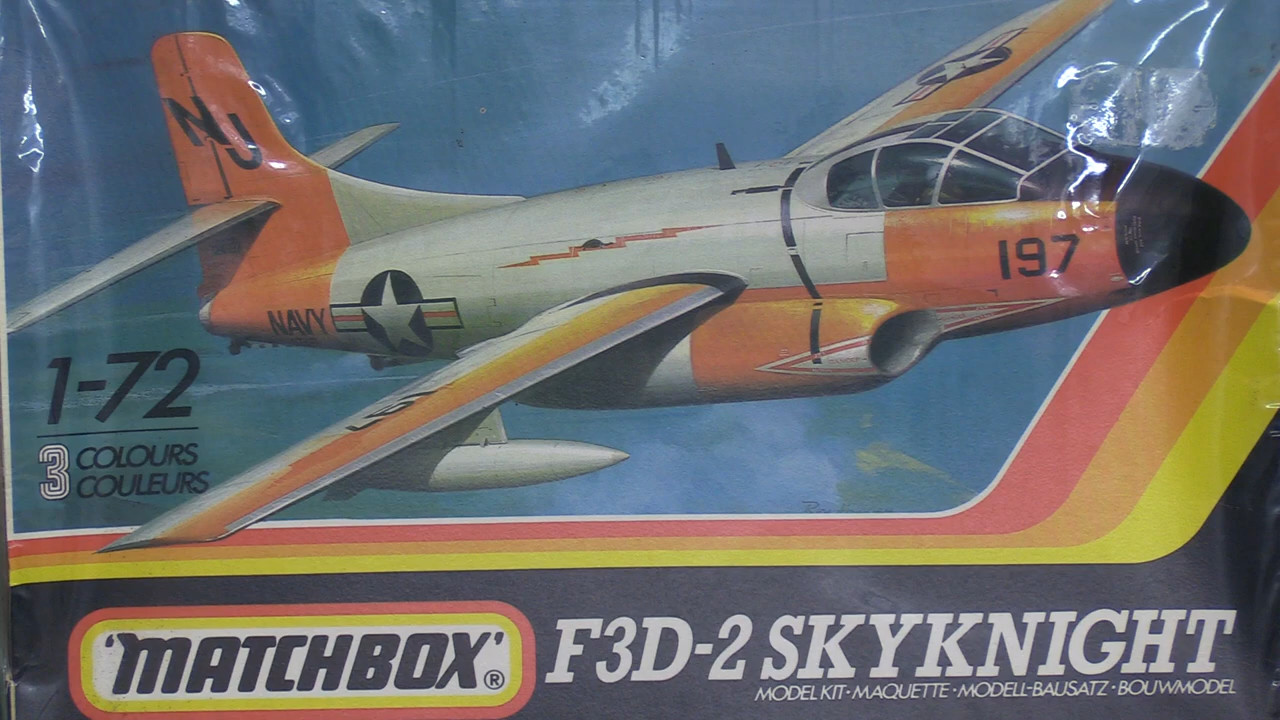 NJ
197
NAVY
1-72
3 COLOURS
COULEURS
'MATCHBOX'®
F3D-2 SKYKNIGHT
MODEL KIT·MAQUETTE·MODELL-BAUSATZ·BOUWMODEL